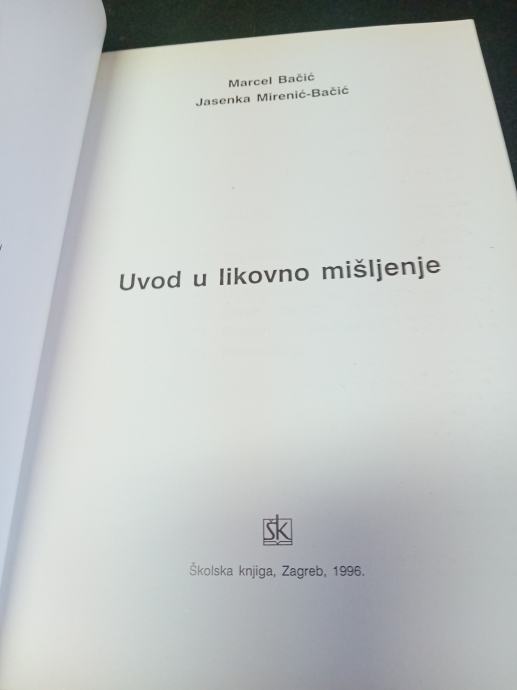 Marcel Bačić
Jasenka Mirenić-Bačić
Uvod u likovno mišljenje
ŠK
Školska knjiga, Zagreb, 1996.